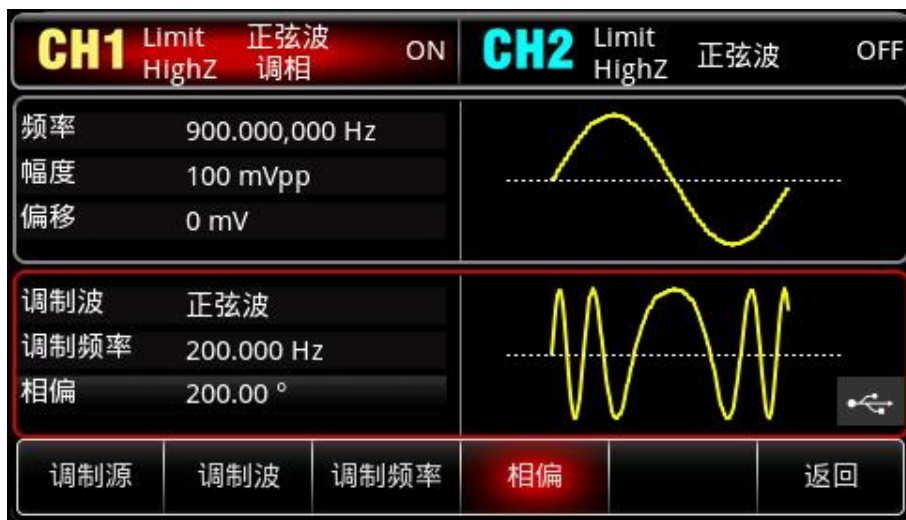 CH1 Limit 正弦波 ON CH2 Limit 正弦波 OFF
HighZ 调相 HighZ
频率 900.000,000 Hz
幅度 100 mVpp
偏移 0 mV
调制波 正弦波
调制频率 200.000 Hz
相偏 200.00 °
调制源 调制波 调制频率 相偏 返回